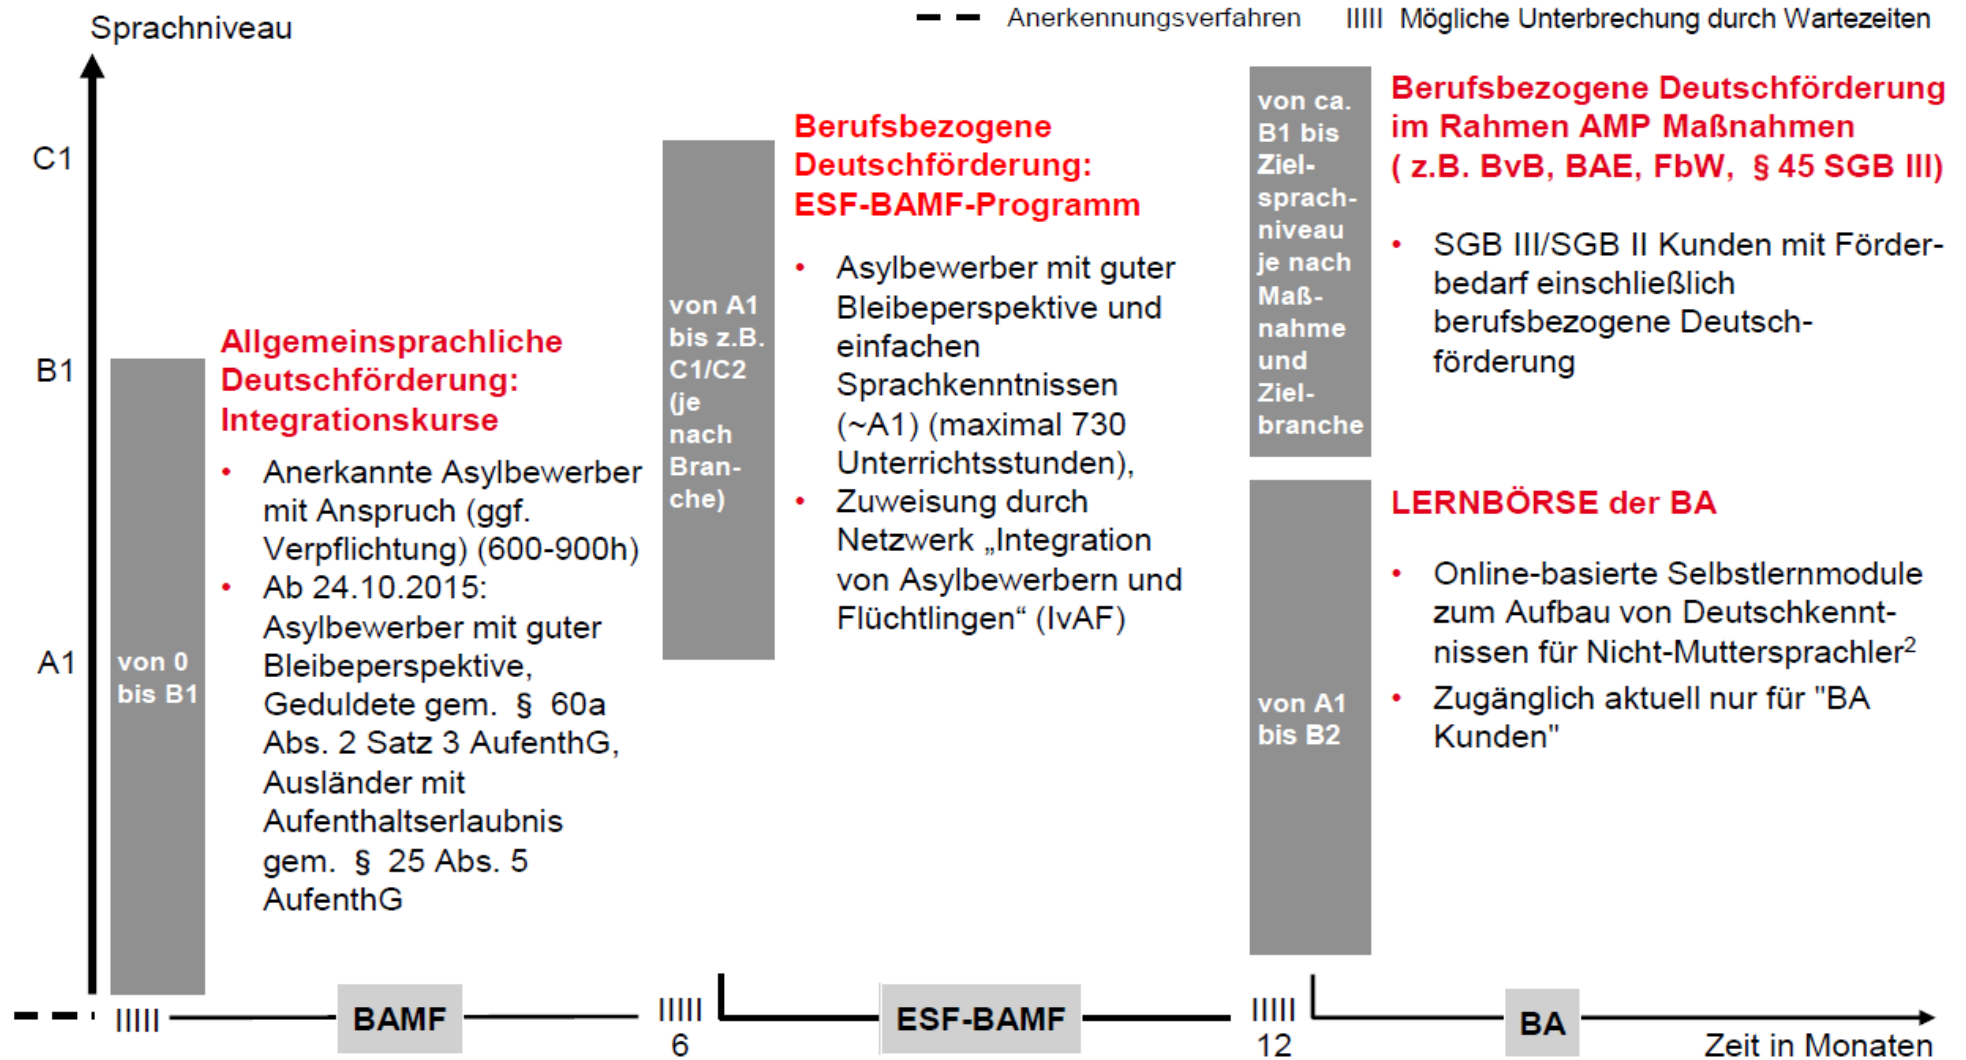 Sprachniveau
Anerkennungsverfahren
IIIII Mögliche Unterbrechung durch Wartezeiten
C1
B1
A1
von 0
bis B1
Allgemeinsprachliche
Deutschförderung:
Integrationskurse
• Anerkannte Asylbewerber
mit Anspruch (ggf.
Verpflichtung) (600-900h)
• Ab 24.10.2015:
Asylbewerber mit guter
Bleibeperspektive,
Geduldete gem. § 60a
Abs. 2 Satz 3 AufenthG,
Ausländer mit
Aufenthaltserlaubnis
gem. § 25 Abs. 5
AufenthG
von A1
bis z.B.
C1/C2
(je
nach
Bran-
che)
Berufsbezogene
Deutschförderung:
ESF-BAMF-Programm
• Asylbewerber mit guter
Bleibeperspektive und
einfachen
Sprachkenntnissen
(~A1) (maximal 730
Unterrichtsstunden),
• Zuweisung durch
Netzwerk „Integration
von Asylbewerbern und
Flüchtlingen“ (IvAF)
von ca.
B1 bis
Ziel-
sprach-
niveau
je nach
Maß-
nahme
und
Ziel-
branche
Berufsbezogene Deutschförderung
im Rahmen AMP Maßnahmen
( z.B. BvB, BAE, FbW, § 45 SGB III)
• SGB III/SGB II Kunden mit Förder-
bedarf einschließlich
berufsbezogene Deutsch-
förderung
von A1
bis B2
LERNBÖRSE der BA
• Online-basierte Selbstlernmodule
zum Aufbau von Deutschkennt-
nissen für Nicht-Muttersprachler²
• Zugänglich aktuell nur für "BA
Kunden"
IIIII
BAMF
IIIII
6
ESF-BAMF
IIIII
12
BA
Zeit in Monaten